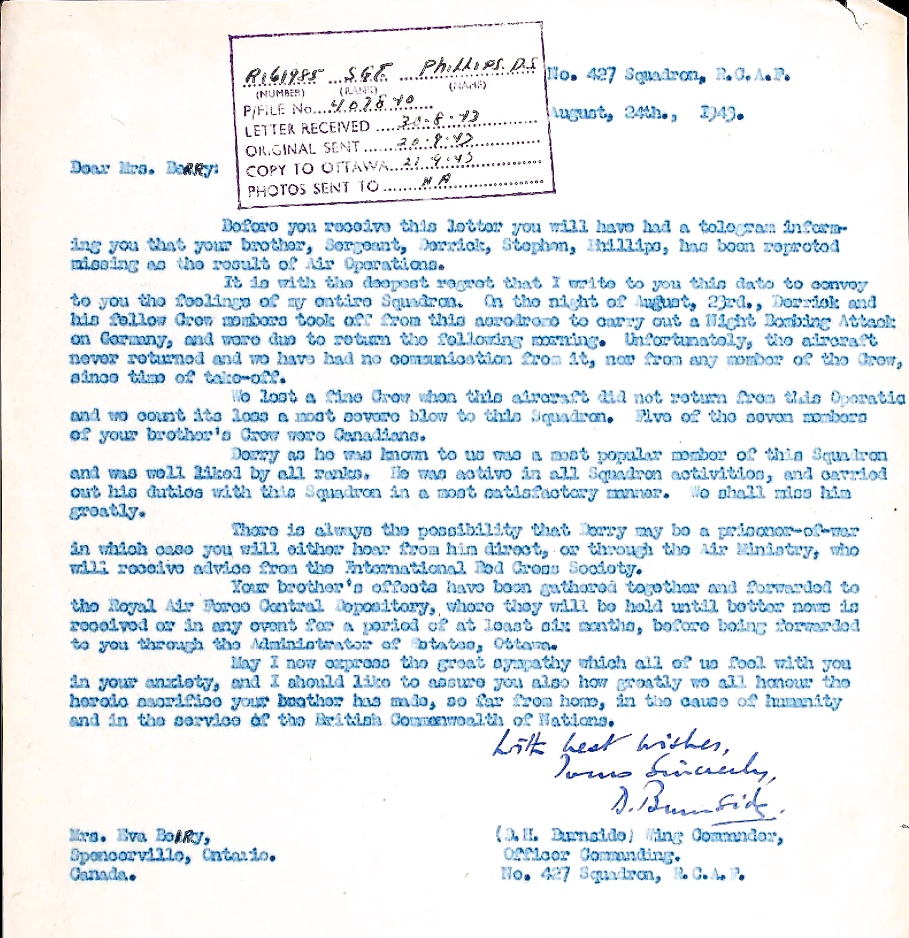 R161985 SGT. Phillips. D.S
(NUMBER) (RANK) (NAME)
P/FILE No.
LETTER RECEIVED 30-8-43
ORIGINAL SENT
COPY TO OTTAWA 21.9.43
PHOTOS SENT TO NA
No. 427 Squadron, R.C.A.F.
August, 24th., 1943.
Dear Mrs. BeRRy:
Before you receive this letter you will have had a telegram inform-
ing you that your brother, Sergeant, Derrick, Stephen, Phillips, has been reproted
missing as the result of Air Operations.
It is with the deepest regret that I write to you this date to convey
to you the feelings of my entire Squadron. On the night of August, 23rd., Derrick and
his fellow Crew members took off from this aerodrome to carry out a Night Bombing Attack
on Germany, and were due to return the following morning. Unfortunately, the aircraft
never returned and we have had no communication from it, nor from any member of the Crew,
since time of take-off.
We lost a fine Crew when this aircraft did not return from this Operatio
and we count its loss a most severe blow to this Squadron. Five of the seven members
of your brother's Crew were Canadians.
Derry as he was known to us was a most popular member of this Squadron
and was well liked by all ranks. He was active in all Squadron activities, and carried
out his duties with this Squadron in a most satisfactory manner. We shall miss him
greatly.
There is always the possibility that Derry may be a prisoner-of-war
in which case you will either hear from him direct, or through the Air Ministry, who
will receive advice from the International Red Cross Society.
Your brother's effects have been gathered together and forwarded to
the Royal Air Force Central Depository, where they will be held until better news is
received or in any event for a period of at least six months, before being forwarded
to you through the Administrator of Estates, Ottawa.
May I now express the great sympathy which all of us feel with you
in your anxiety, and I should like to assure you also how greatly we all honour the
heroic sacrifice your brother has made, so far from home, in the cause of humanity
and in the service of the British Commonwealth of Nations.
With best wishes,
Yours Sincerely,
D. Burnside.
Mrs. Eva BeRRy,
Spencerville, Ontario.
Canada.
(D.H. Burnside) Wing Commander,
Officer Commanding.
No. 427 Squadron, R.C.A.F.